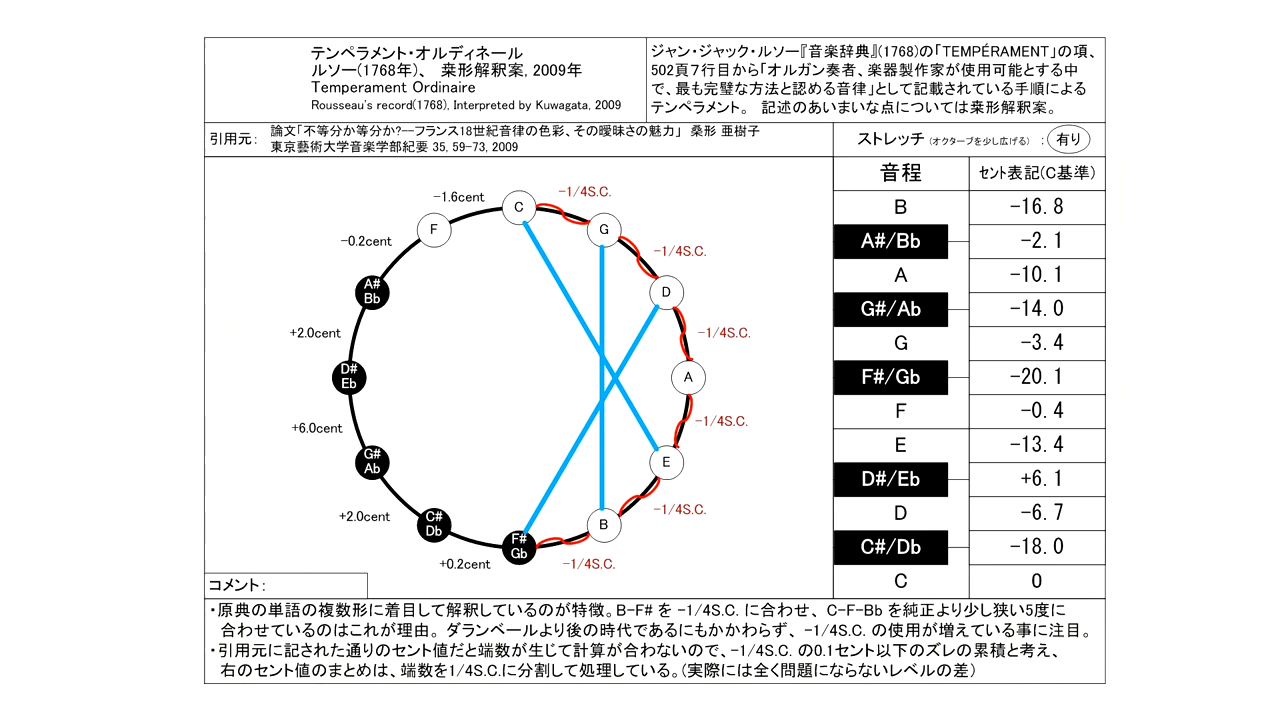 テンペラメント・オルディネール
ルソー(1768年)、 桒形解釈案, 2009年
Temperament Ordinaire
Rousseau's record(1768), Interpreted by Kuwagata, 2009
ジャン・ジャック・ルソー『音楽辞典』(1768)の「TEMPÉRAMENT」の項、
502頁7行目から「オルガン奏者、楽器製作家が使用可能とする中
で、最も完璧な方法と認める音律」として記載されている手順による
テンペラメント。 記述のあいまいな点については桒形解釈案。
引用元:
論文「不等分か等分か?--フランス18世紀音律の色彩、その曖昧さの魅力」 桑形 亜樹子
東京藝術大学音楽学部紀要 35, 59-73, 2009
ストレッチ (オクターブを少し広げる) : 有り
音程 セント表記(C基準)
B -16.8
A#/Bb -2.1
A -10.1
G#/Ab -14.0
G -3.4
F#/Gb -20.1
F -0.4
E -13.4
D#/Eb +6.1
D -6.7
C#/Db -18.0
C 0
-1.6cent
-1/4S.C.
C
F
G
-0.2cent
-1/4S.C.
A#
Bb
D
+2.0cent
-1/4S.C.
D#
Eb
A
+6.0cent
-1/4S.C.
G#
Ab
E
+2.0cent
-1/4S.C.
C#
Db
B
F#
Gb
+0.2cent
-1/4S.C.
コメント:
・原典の単語の複数形に着目して解釈しているのが特徴。B-F# を -1/4S.C. に合わせ、 C-F-Bb を純正より少し狭い5度に
合わせているのはこれが理由。 ダランベールより後の時代であるにもかかわらず、 -1/4S.C. の使用が増えている事に注目。
・引用元に記された通りのセント値だと端数が生じて計算が合わないので、-1/4S.C. の0.1セント以下のズレの累積と考え、
右のセント値のまとめは、端数を1/4S.C.に分割して処理している。(実際には全く問題にならないレベルの差)